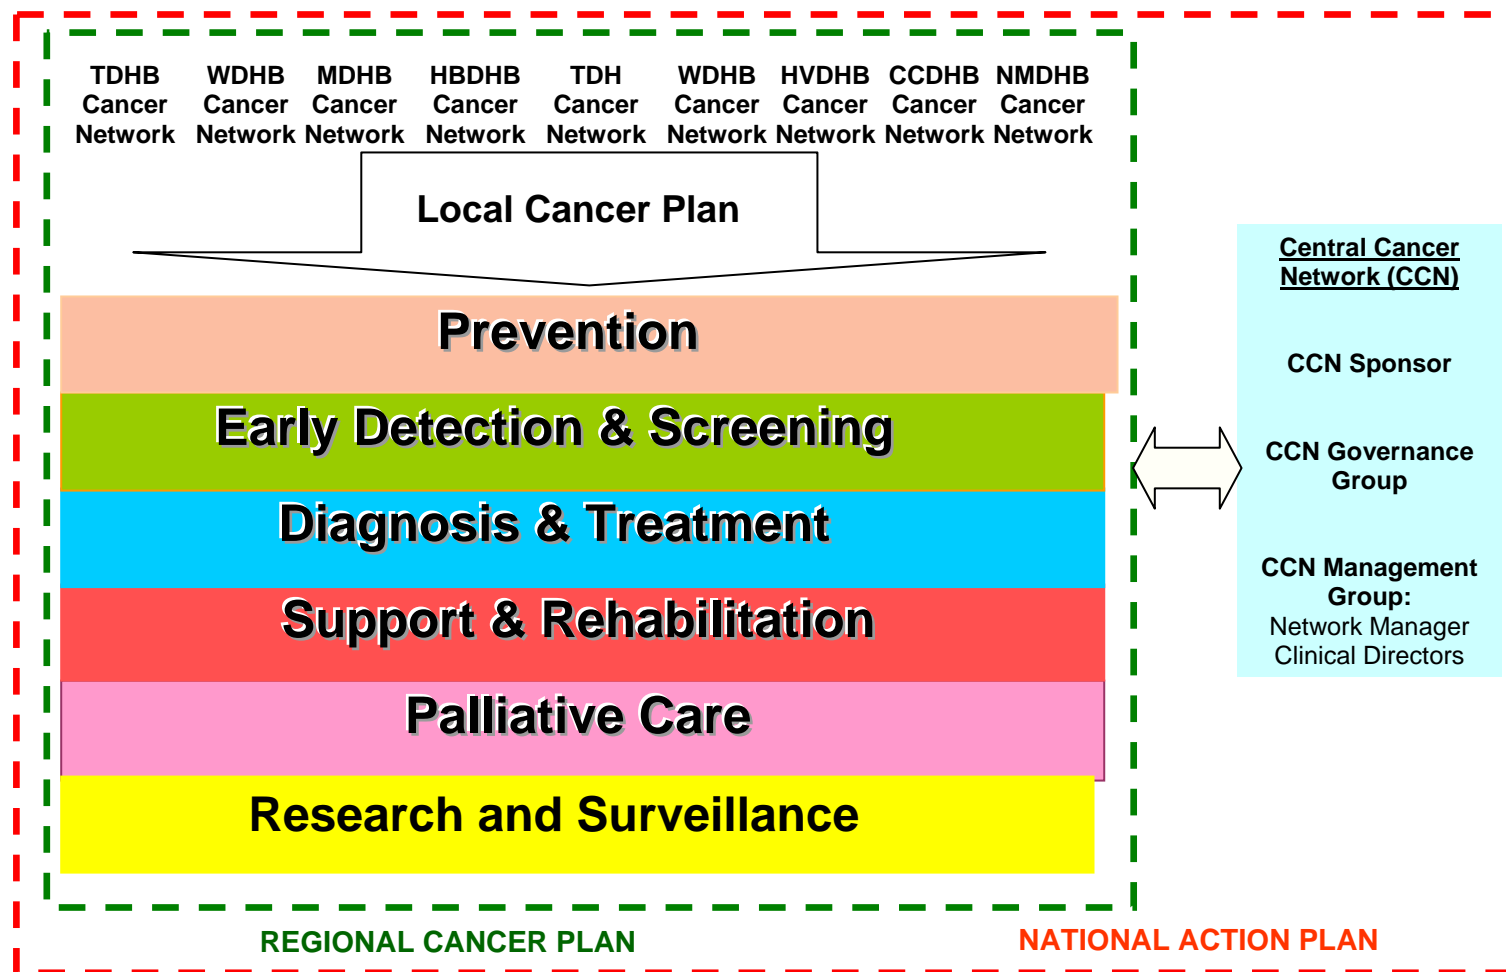 TDHB WDHB MDHB HBDHB TDH WDHB HVDHB CCDHB NMDHB
Cancer Cancer Cancer Cancer Cancer Cancer Cancer Cancer Cancer
Network Network Network Network Network Network Network Network Network
Local Cancer Plan
Prevention
Early Detection & Screening
Diagnosis & Treatment
Support & Rehabilitation
Palliative Care
Research and Surveillance
REGIONAL CANCER PLAN
Central Cancer
Network (CCN)
CCN Sponsor
CCN Governance
Group
CCN Management
Group:
Network Manager
Clinical Directors
NATIONAL ACTION PLAN